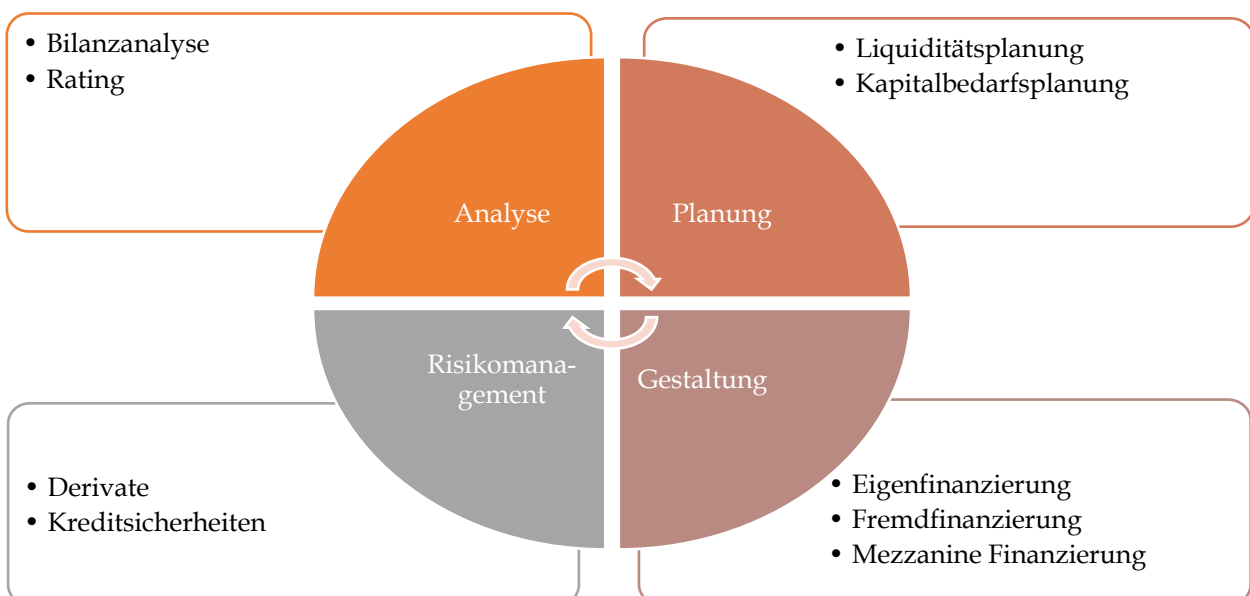 • Bilanzanalyse
• Rating
• Liquiditätsplanung
• Kapitalbedarfsplanung
Analyse
Planung
Risikomana-
gement
Gestaltung
• Derivate
• Kreditsicherheiten
• Eigenfinanzierung
• Fremdfinanzierung
• Mezzanine Finanzierung